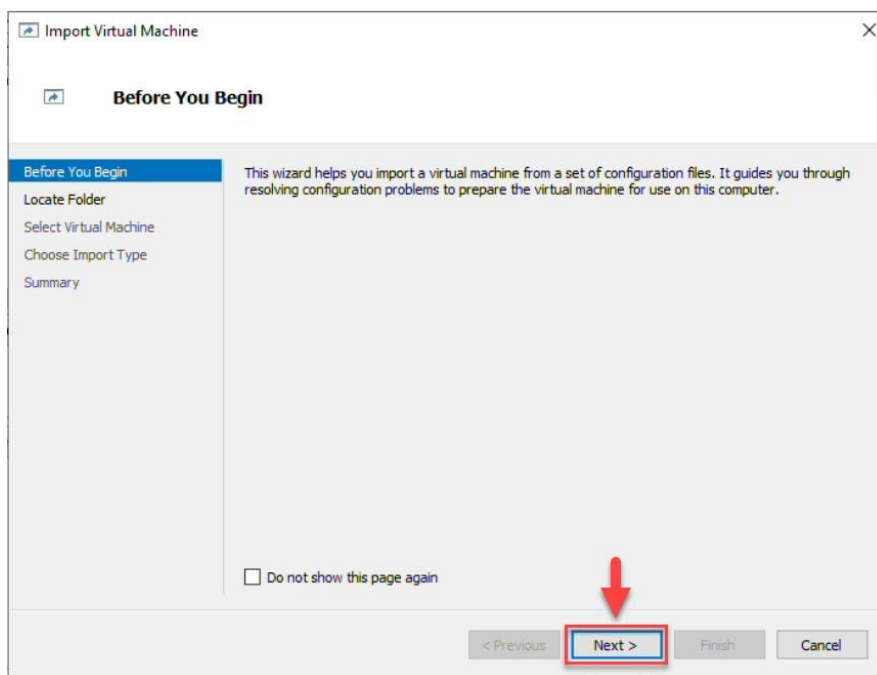 Import Virtual Machine
Before You Begin
Before You Begin
Locate Folder
Select Virtual Machine
Choose Import Type
Summary
This wizard helps you import a virtual machine from a set of configuration files. It guides you through
resolving configuration problems to prepare the virtual machine for use on this computer.
Do not show this page again
< Previous
Next >
Finish
Cancel